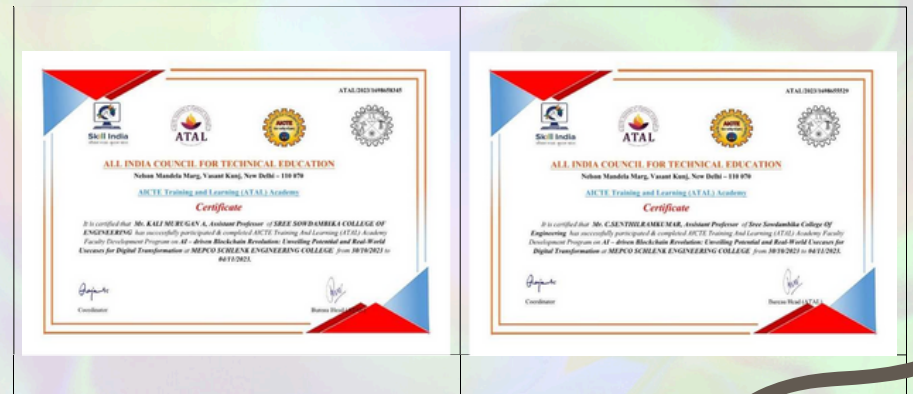 ATAL/2023/1698658345
Skill India
ATAL
AICTE
ALL INDIA COUNCIL FOR TECHNICAL EDUCATION
Nelson Mandela Marg, Vasant Kunj, New Delhi – 110 070
AICTE Training and Learning (ATAL) Academy
Certificate
It is certified that Mr. KALI MURUGAN A, Assistant Professor of SREE SOWDAMBIKA COLLEGE OF
ENGINEERING has successfully participated & completed AICTE Training And Learning (ATAL) Academy
Faculty Development Program on AI – driven Blockchain Revolution: Unveiling Potential and Real-World
Usecases for Digital Transformation at MEPCO SCHLENK ENGINEERING COLLEGE from 30/10/2023 to
04/11/2023.
Coordinator
Bureau Head
ATAL/2023/1698655529
Skill India
ATAL
AICTE
ALL INDIA COUNCIL FOR TECHNICAL EDUCATION
Nelson Mandela Marg, Vasant Kunj, New Delhi – 110 070
AICTE Training and Learning (ATAL) Academy
Certificate
It is certified that Mr. C.SENTHILRAMKUMAR, Assistant Professor of Sree Sowdambika College Of
Engineering has successfully participated & completed AICTE Training And Learning (ATAL) Academy Faculty
Development Program on AI – driven Blockchain Revolution: Unveiling Potential and Real-World Usecases for
Digital Transformation at MEPCO SCHLENK ENGINEERING COLLEGE from 30/10/2023 to 04/11/2023.
Coordinator
Bureau Head (ATAL)